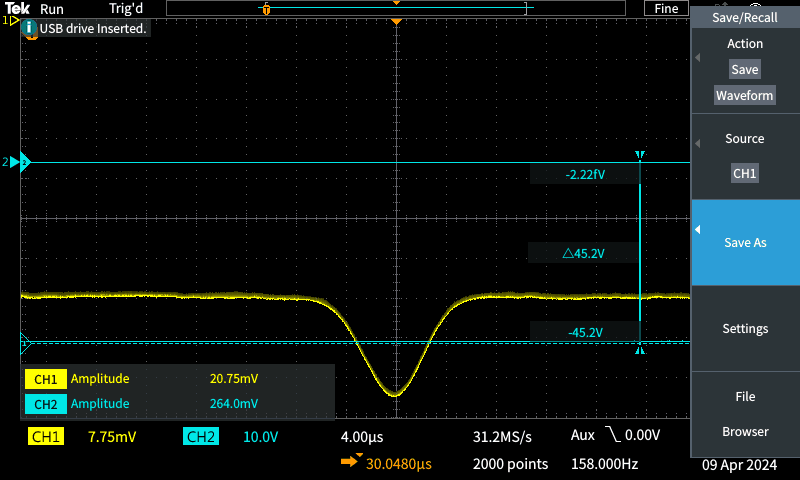 Tek Run Trig'd Fine
USB drive Inserted.
Save/Recall
Action
Save
Waveform
Source
CH1
Save As
Settings
File
Browser
1
2
2
-2.22fV
△45.2V
-45.2V
1
CH1 Amplitude 20.75mV
CH2 Amplitude 264.0mV
CH1 7.75mV CH2 10.0V 4.00µs 31.2MS/s Aux 0.00V
30.0480µs 2000 points 158.000Hz 09 Apr 2024